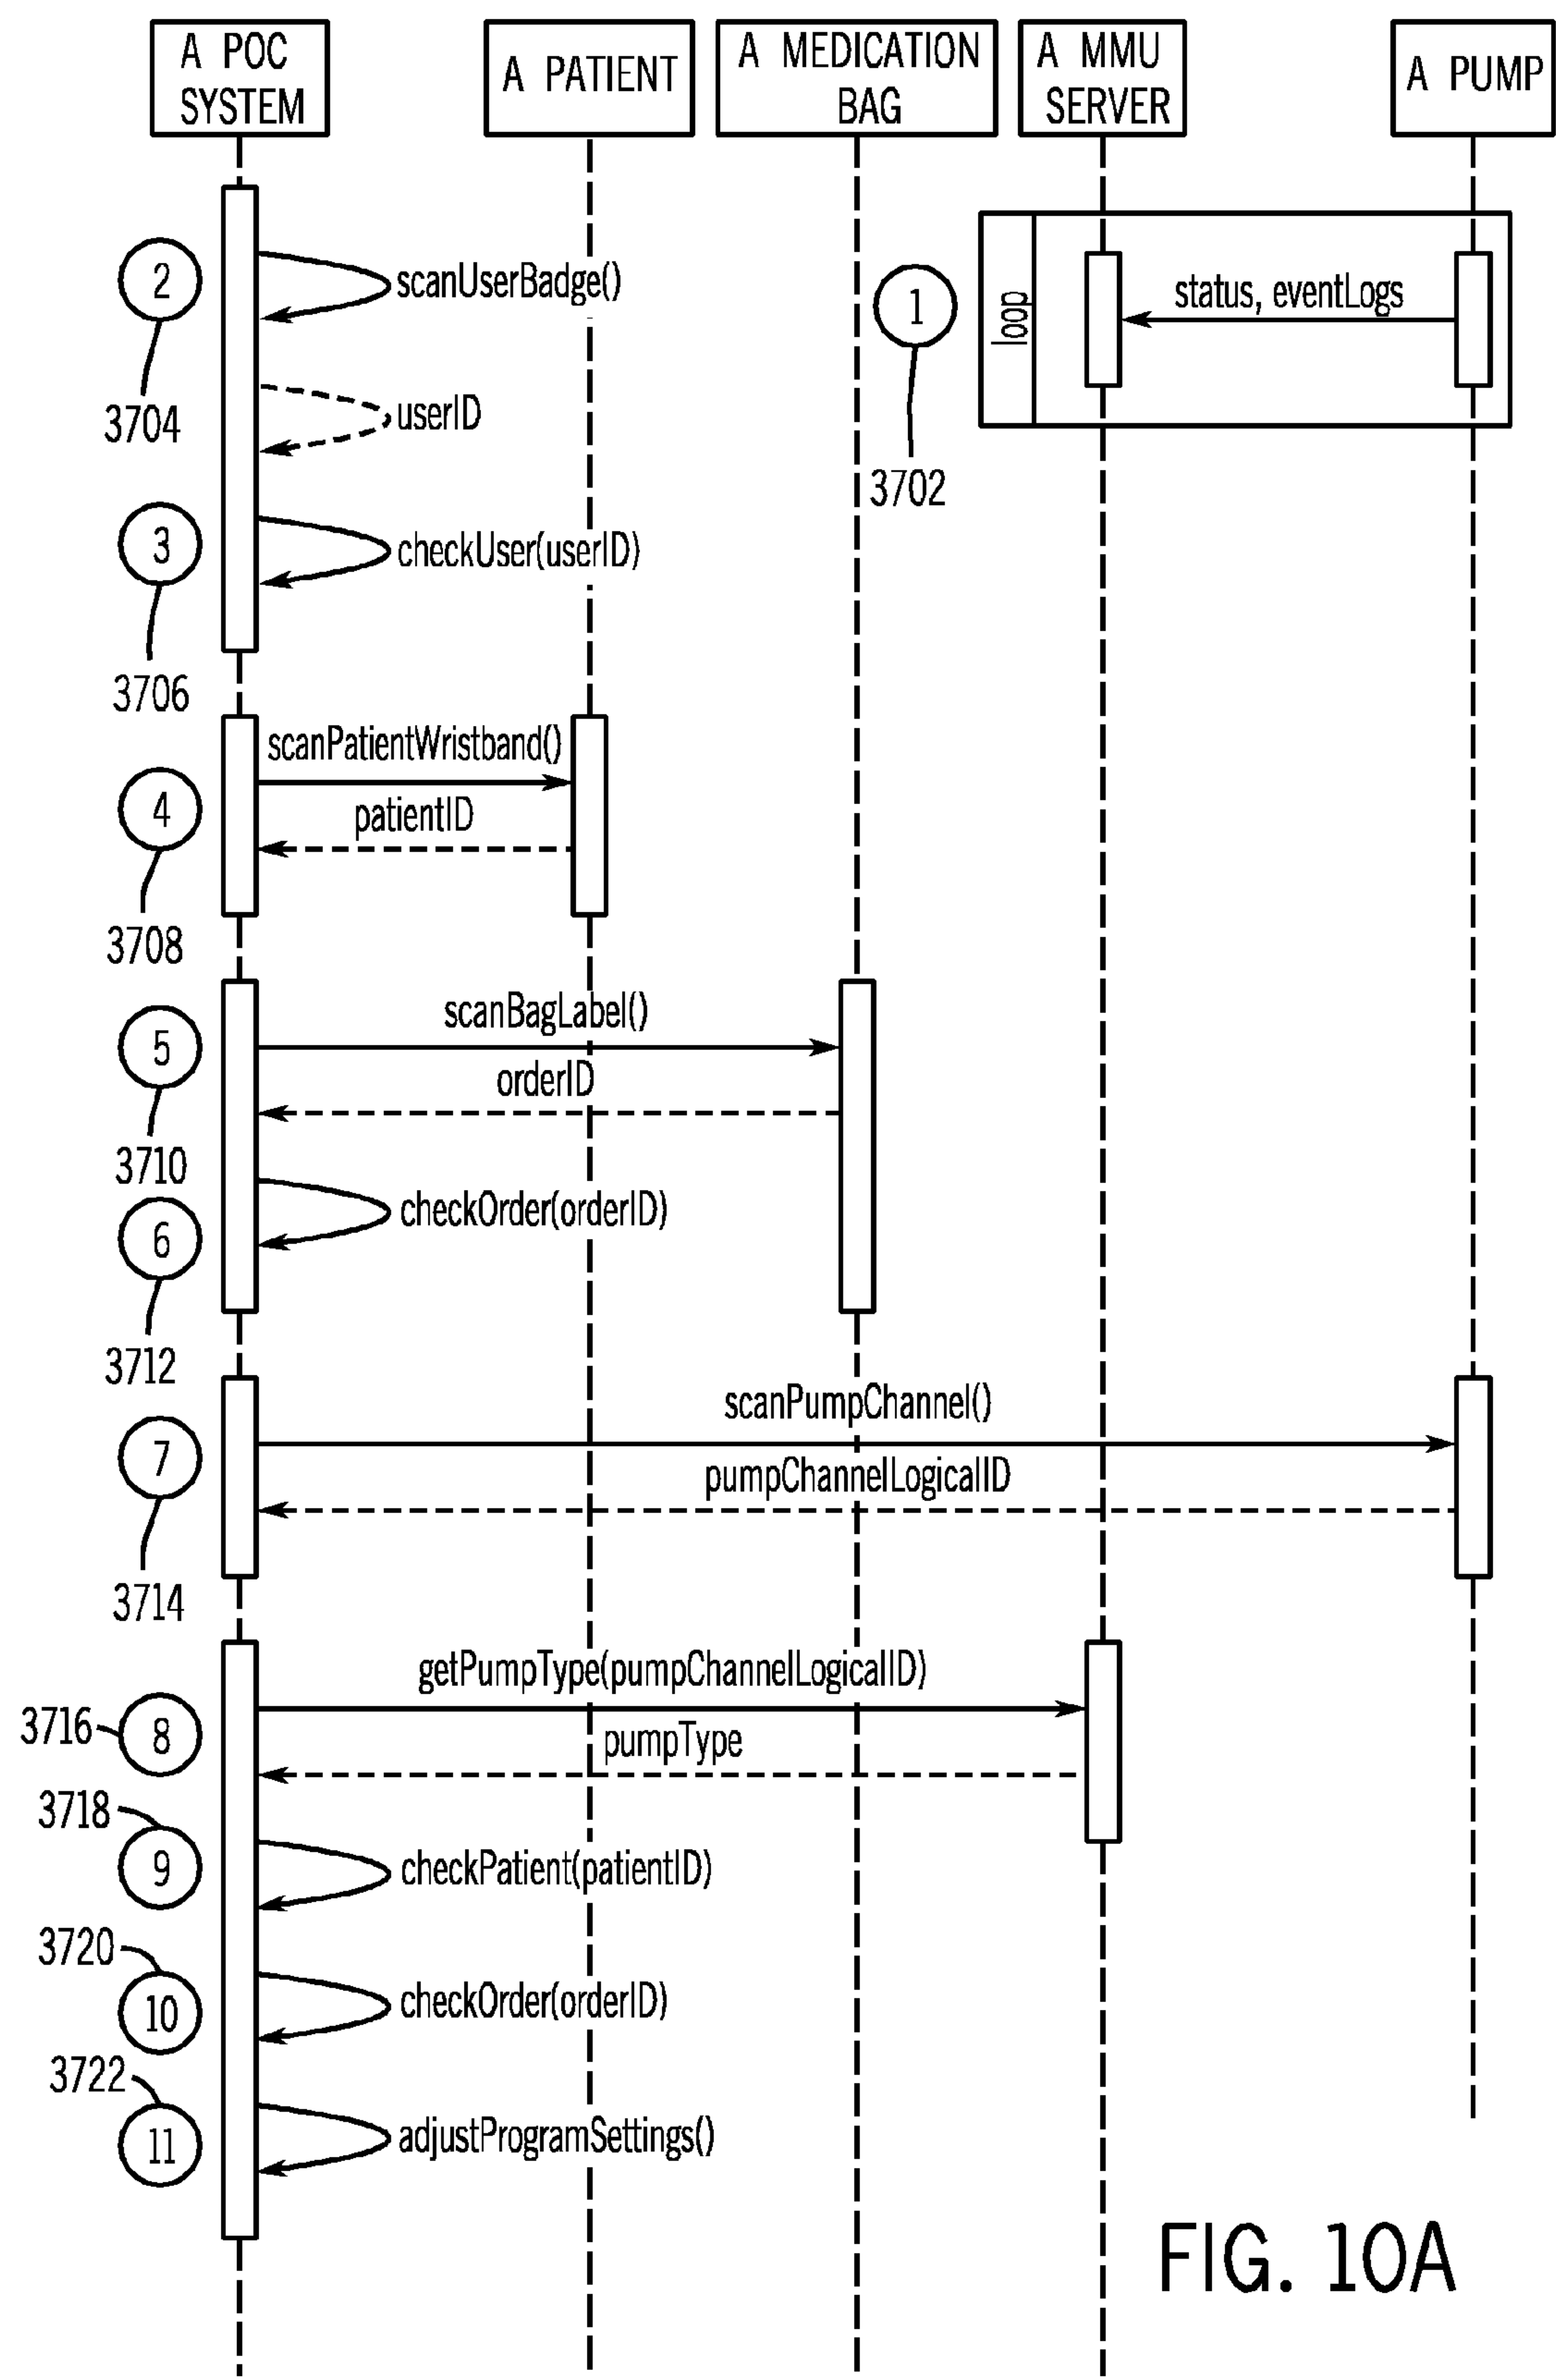 A POC
SYSTEM
A PATIENT
A MEDICATION
BAG
A MMU
SERVER
A PUMP
2
scanUserBadge()
3704
1
loop
status, eventLogs
3702
userID
3
checkUser(userID)
3706
scanPatientWristband()
4
patientID
3708
scanBagLabel()
5
orderID
3710
6
checkOrder(orderID)
3712
scanPumpChannel()
7
pumpChannelLogicalID
3714
getPumpType(pumpChannelLogicalID)
3716
8
pumpType
3718
9
checkPatient(patientID)
3720
10
checkOrder(orderID)
3722
11
adjustProgramSettings()
FIG. 10A